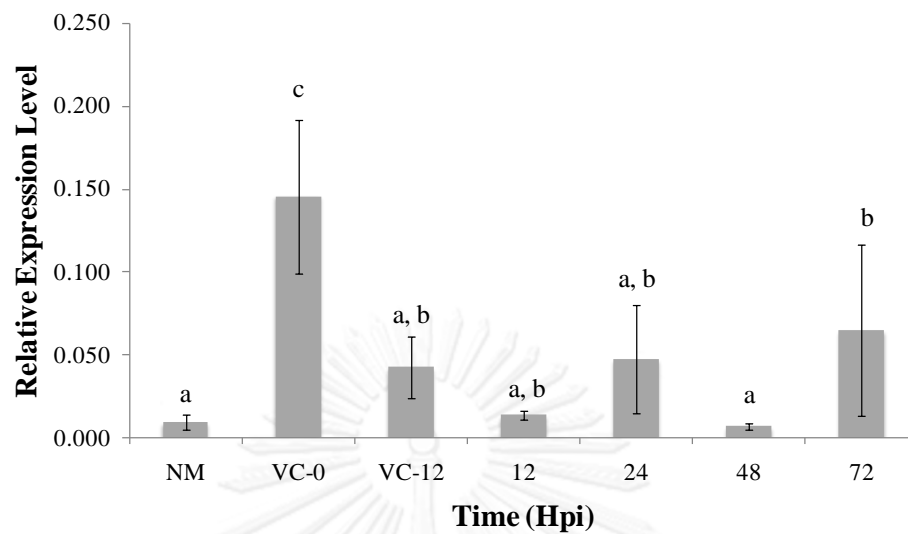 0.250
0.200
0.150
0.100
0.050
0.000
Relative Expression Level
a
c
a, b
a, b
a, b
a
b
NM VC-0 VC-12 12 24 48 72
Time (Hpi)